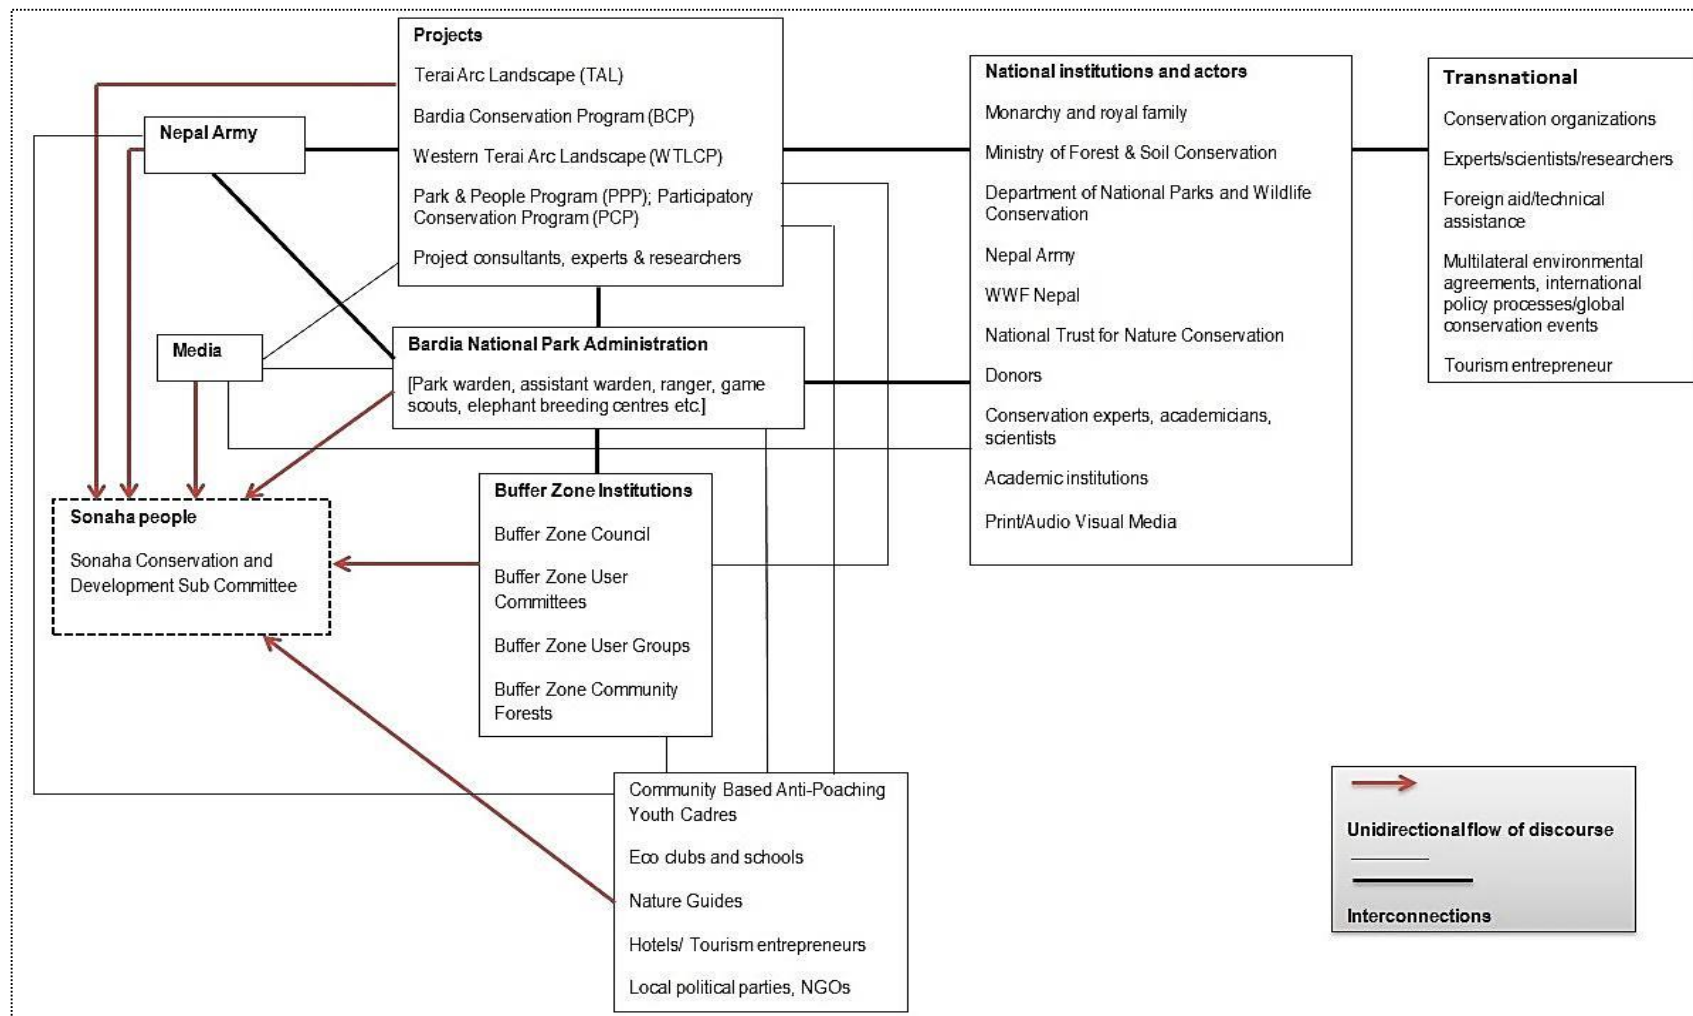 Projects
Terai Arc Landscape (TAL)
Bardia Conservation Program (BCP)
Western Terai Arc Landscape (WTLCP)
Park & People Program (PPP); Participatory
Conservation Program (PCP)
Project consultants, experts & researchers
Nepal Army
Media
Bardia National Park Administration
[Park warden, assistant warden, ranger, game
scouts, elephant breeding centres etc.]
National institutions and actors
Monarchy and royal family
Ministry of Forest & Soil Conservation
Department of National Parks and Wildlife
Conservation
Nepal Army
WWF Nepal
National Trust for Nature Conservation
Donors
Conservation experts, academicians,
scientists
Academic institutions
Print/Audio Visual Media
Transnational
Conservation organizations
Experts/scientists/researchers
Foreign aid/technical
assistance
Multilateral environmental
agreements, international
policy processes/global
conservation events
Tourism entrepreneur
Sonaha people
Sonaha Conservation and
Development Sub Committee
Buffer Zone Institutions
Buffer Zone Council
Buffer Zone User
Committees
Buffer Zone User Groups
Buffer Zone Community
Forests
Community Based Anti-Poaching
Youth Cadres
Eco clubs and schools
Nature Guides
Hotels/ Tourism entrepreneurs
Local political parties, NGOs
Unidirectional flow of discourse
Interconnections